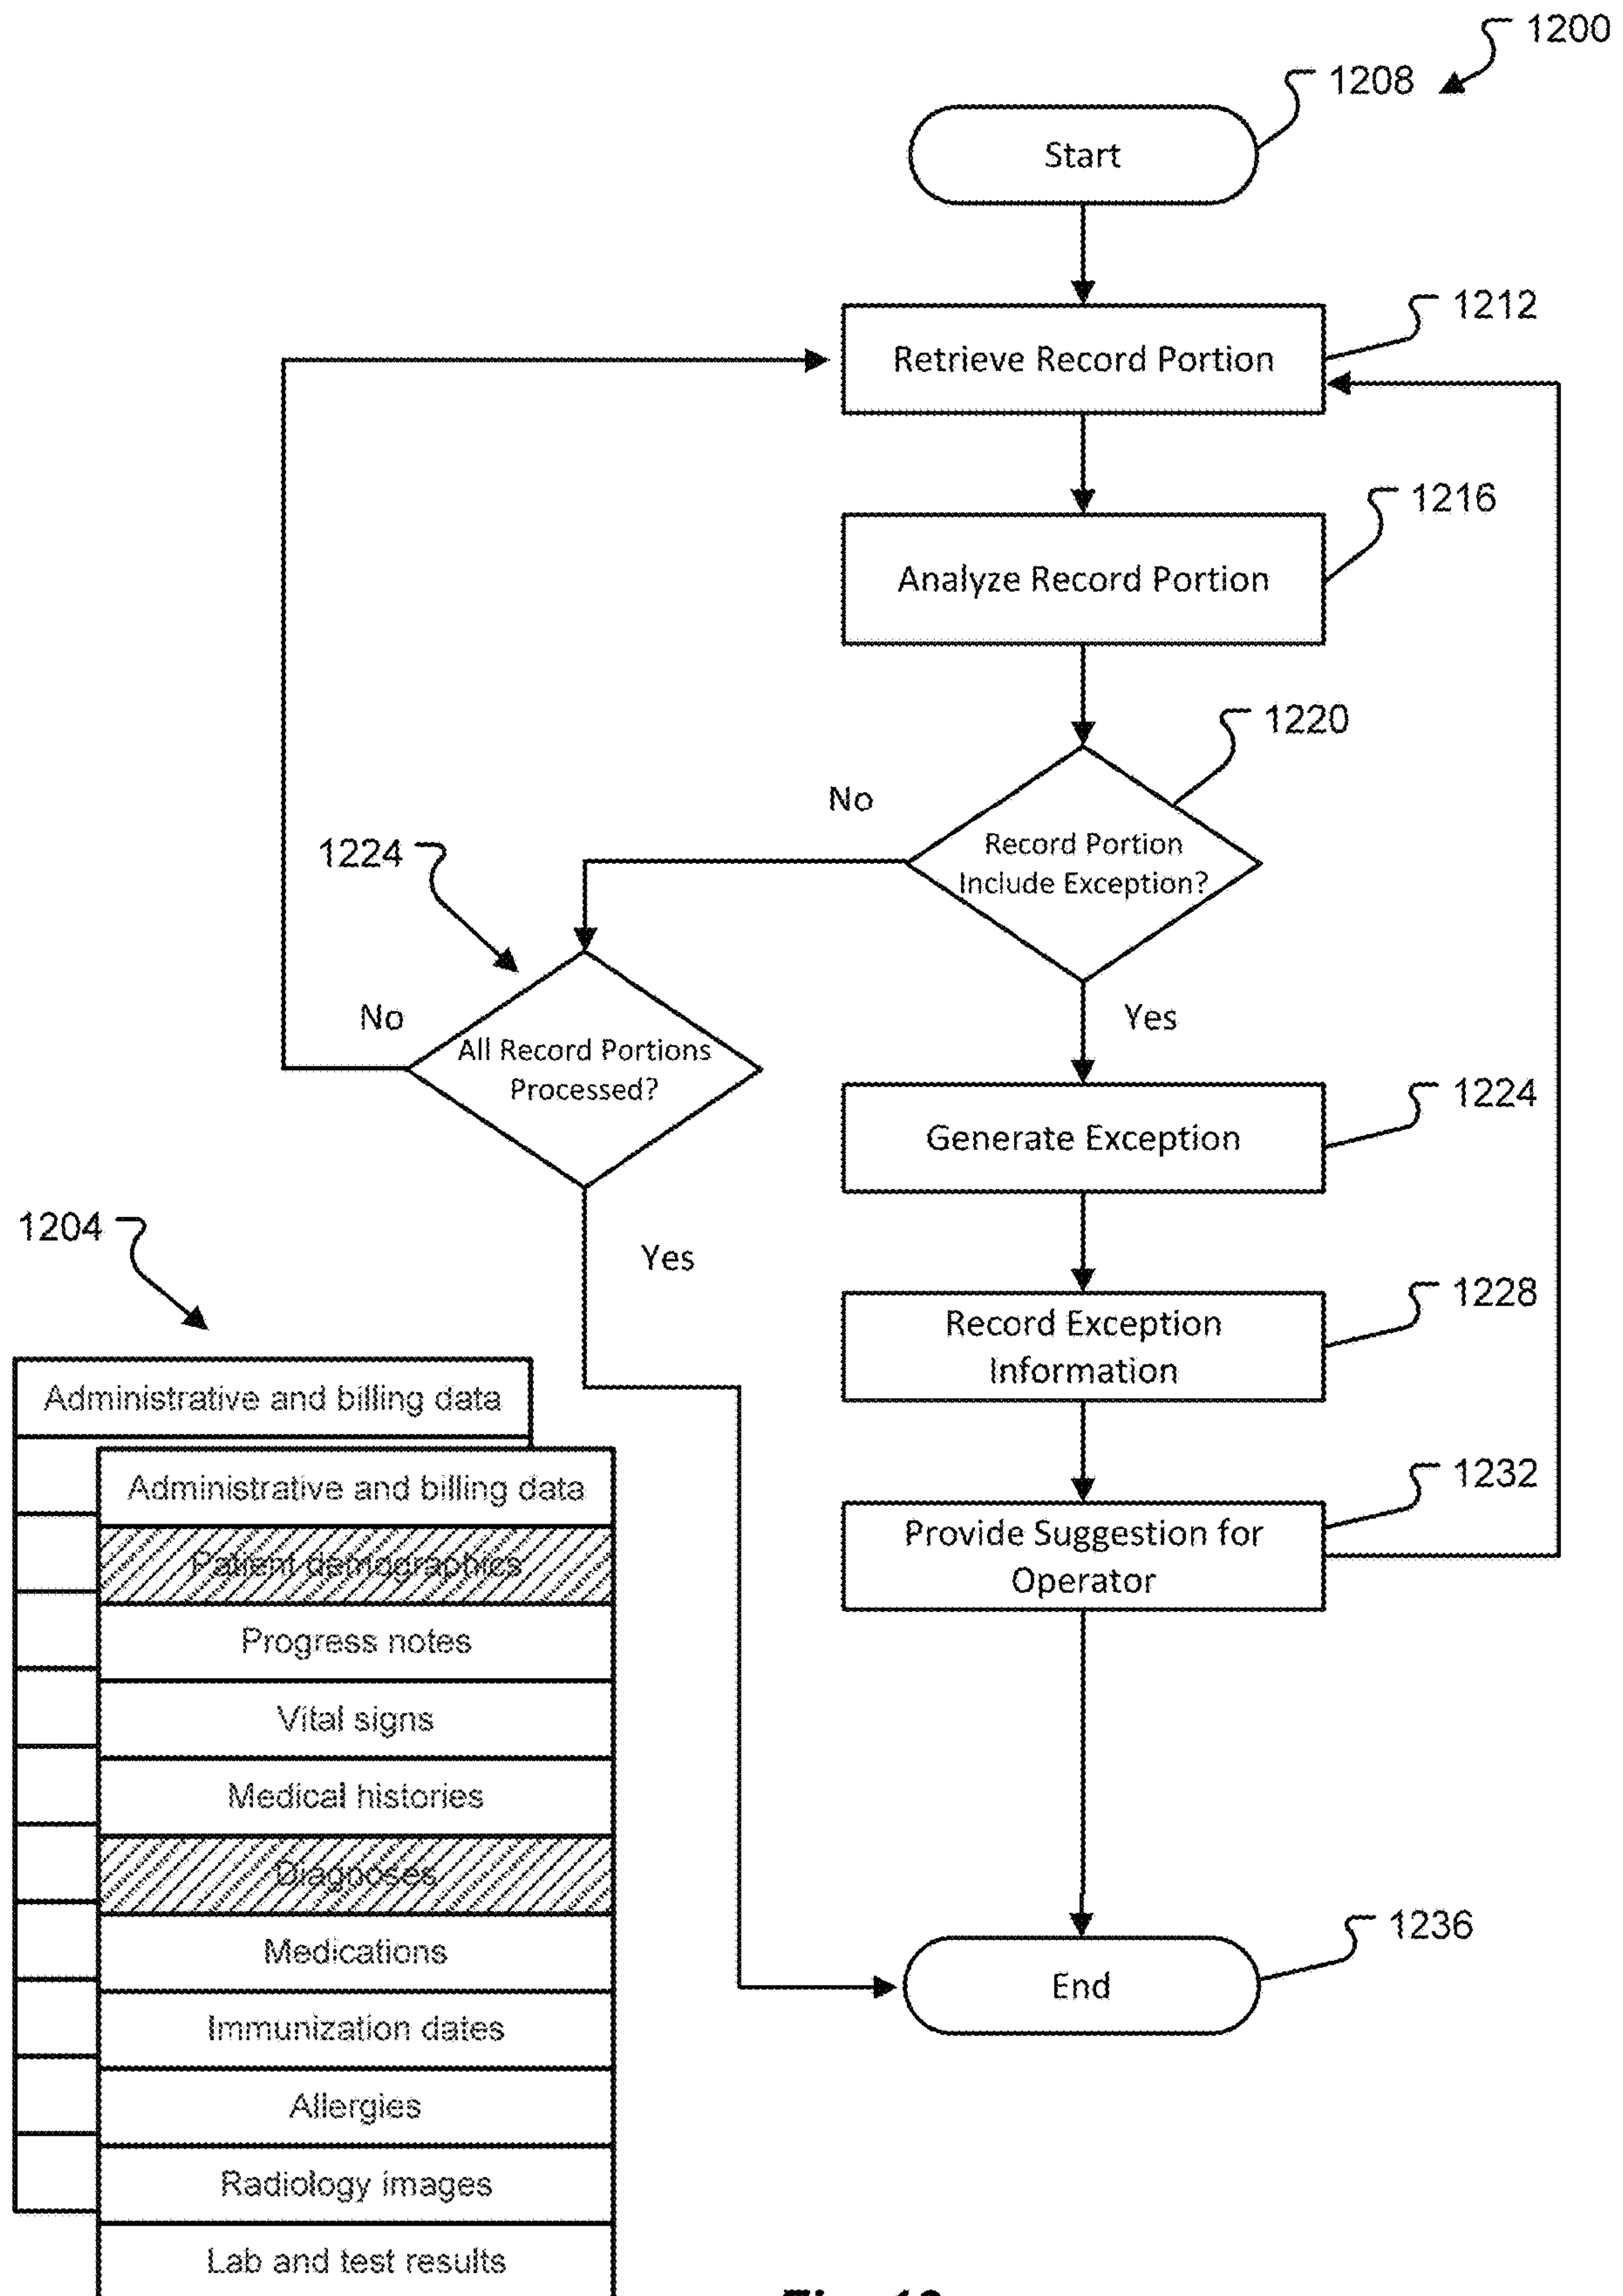 1200
1208
Start
1212
Retrieve Record Portion
1216
Analyze Record Portion
1220
No
Record Portion
Include Exception?
1224
No
All Record Portions
Processed?
Yes
1224
Generate Exception
1204
Yes
1228
Record Exception
Information
Administrative and billing data
1232
Administrative and billing data
Provide Suggestion for
Operator
Patient demographics
Progress notes
Vital signs
Medical histories
Diagnoses
1236
Medications
End
Immunization dates
Allergies
Radiology images
Lab and test results